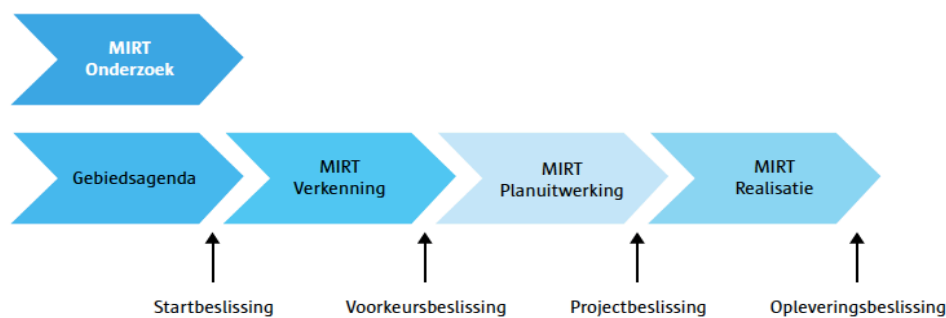 MIRT
Onderzoek
Gebiedsagenda
MIRT
Verkenning
MIRT
Planuitwerking
MIRT
Realisatie
Startbeslissing
Voorkeursbeslissing
Projectbeslissing
Opleveringsbeslissing